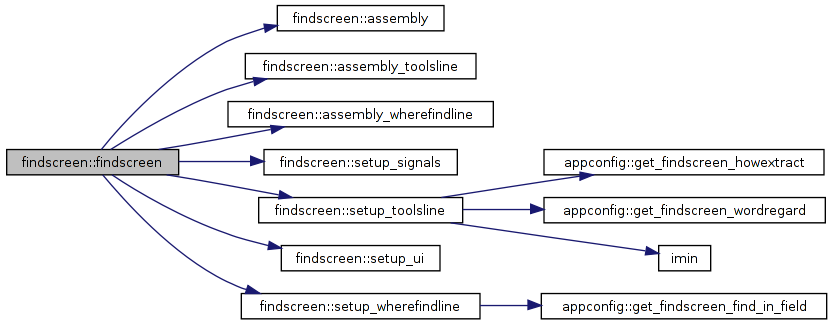 findscreen::findscreen
findscreen::assembly
findscreen::assembly_toolsline
findscreen::assembly_wherefindline
findscreen::setup_signals
findscreen::setup_toolsline
findscreen::setup_ui
findscreen::setup_wherefindline
appconfig::get_findscreen_howextract
appconfig::get_findscreen_wordregard
imin
appconfig::get_findscreen_find_in_field